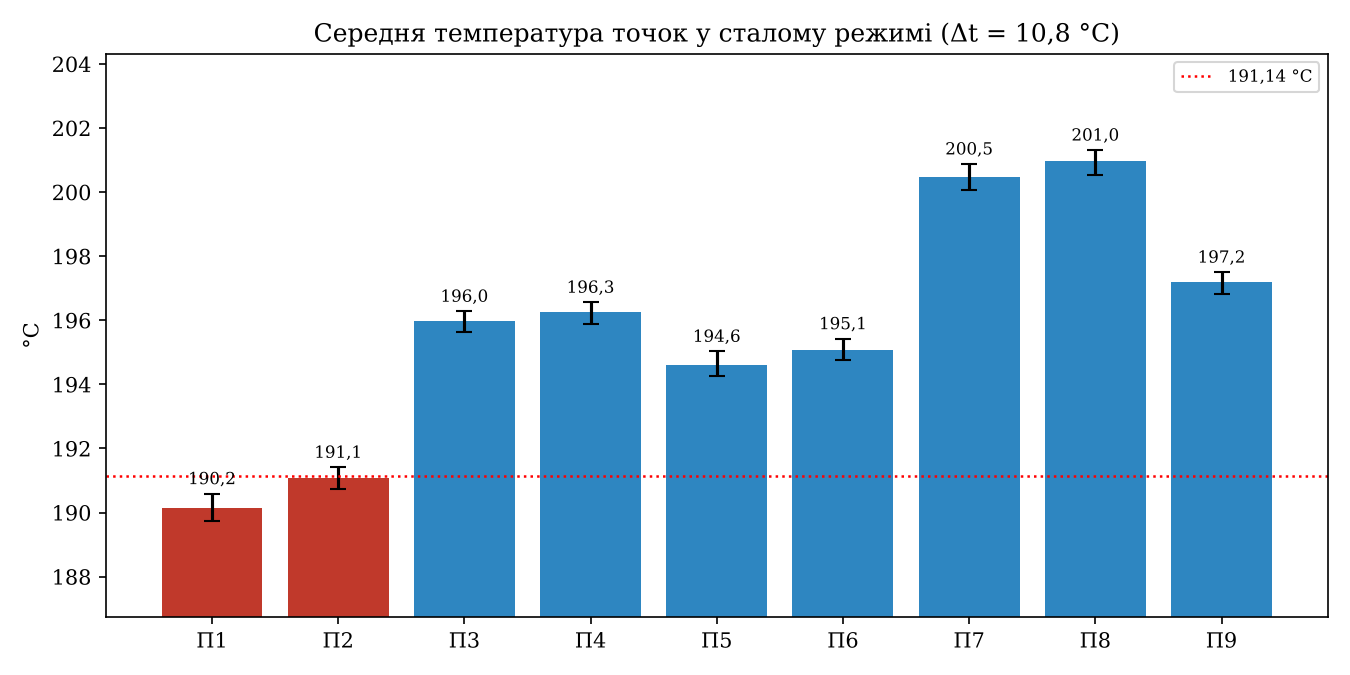 Середня температура точок у сталому режимі (Δt = 10,8 °C)
191,14 °C
°C
204
202
200
198
196
194
192
190
188
190,2
191,1
196,0
196,3
194,6
195,1
200,5
201,0
197,2
П1
П2
П3
П4
П5
П6
П7
П8
П9